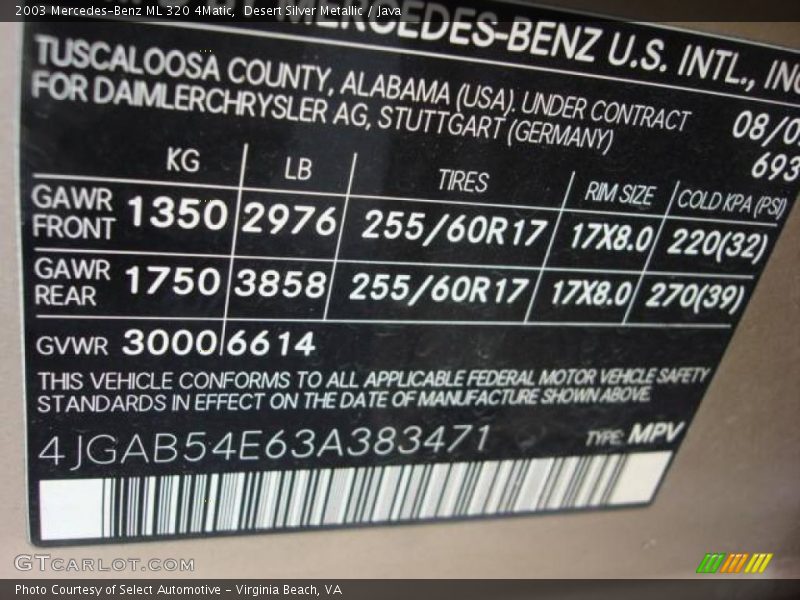 2003 Mercedes-Benz ML 320 4Matic, Desert Silver Metallic / Java
MERCEDES-BENZ U.S. INTL., INC
TUSCALOOSA COUNTY, ALABAMA (USA). UNDER CONTRACT
FOR DAIMLERCHRYSLER AG, STUTTGART (GERMANY)
08/0
693
KG LB TIRES RIM SIZE COLD KPA (PSI)
GAWR FRONT 1350 2976 255/60R17 17X8.0 220(32)
GAWR REAR 1750 3858 255/60R17 17X8.0 270(39)
GVWR 3000 6614
THIS VEHICLE CONFORMS TO ALL APPLICABLE FEDERAL MOTOR VEHICLE SAFETY
STANDARDS IN EFFECT ON THE DATE OF MANUFACTURE SHOWN ABOVE
4JGAB54E63A383471 TYPE: MPV
GTCARLOT.COM
Photo Courtesy of Select Automotive - Virginia Beach, VA